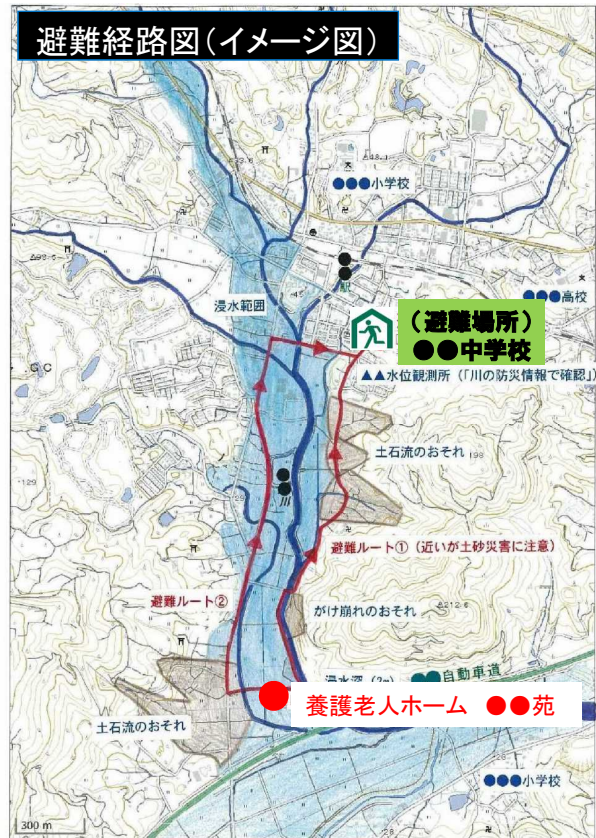 避難経路図(イメージ図)
●●●小学校
●●駅
●●●高校
浸水範囲
(避難場所)
●●中学校
▲▲水位観測所(「川の防災情報で確認」)
土石流のおそれ
●●川
避難ルート①(近いが土砂災害に注意)
避難ルート②
がけ崩れのおそれ
●●自動車道
養護老人ホーム ●●苑
土石流のおそれ
●●●小学校
300 m